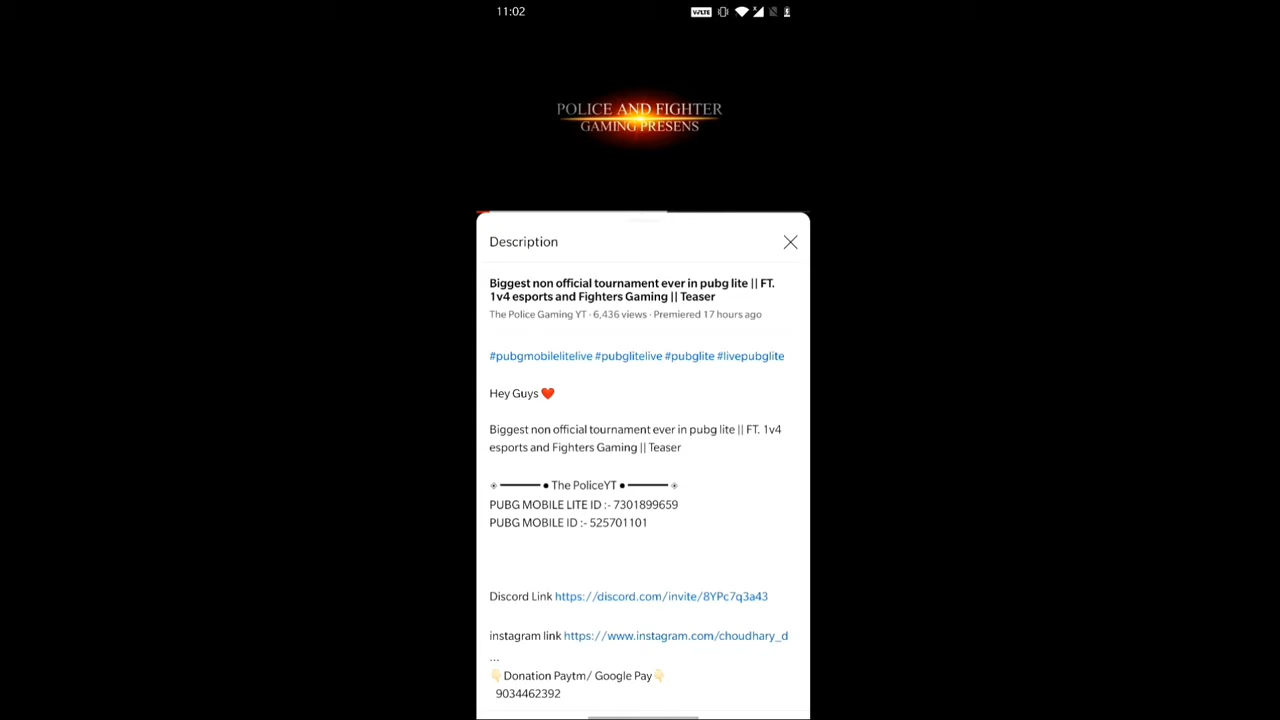 11:02
VoLTE
POLICE AND FIGHTER
GAMING PRESENS
Description
Biggest non official tournament ever in pubg lite || FT.
1v4 esports and Fighters Gaming || Teaser
The Police Gaming YT · 6,436 views · Premiered 17 hours ago
#pubgmobilelitelive #pubglitelive #pubglite #livepubglite
Hey Guys ❤️
Biggest non official tournament ever in pubg lite || FT. 1v4
esports and Fighters Gaming || Teaser
◈ ━━━━━━ ● The PoliceYT ● ━━━━━━ ◈
PUBG MOBILE LITE ID :- 7301899659
PUBG MOBILE ID :- 525701101
Discord Link https://discord.com/invite/8YPc7q3a43
instagram link https://www.instagram.com/choudhary_d
...
👇🏻Donation Paytm/ Google Pay👇🏻
9034462392